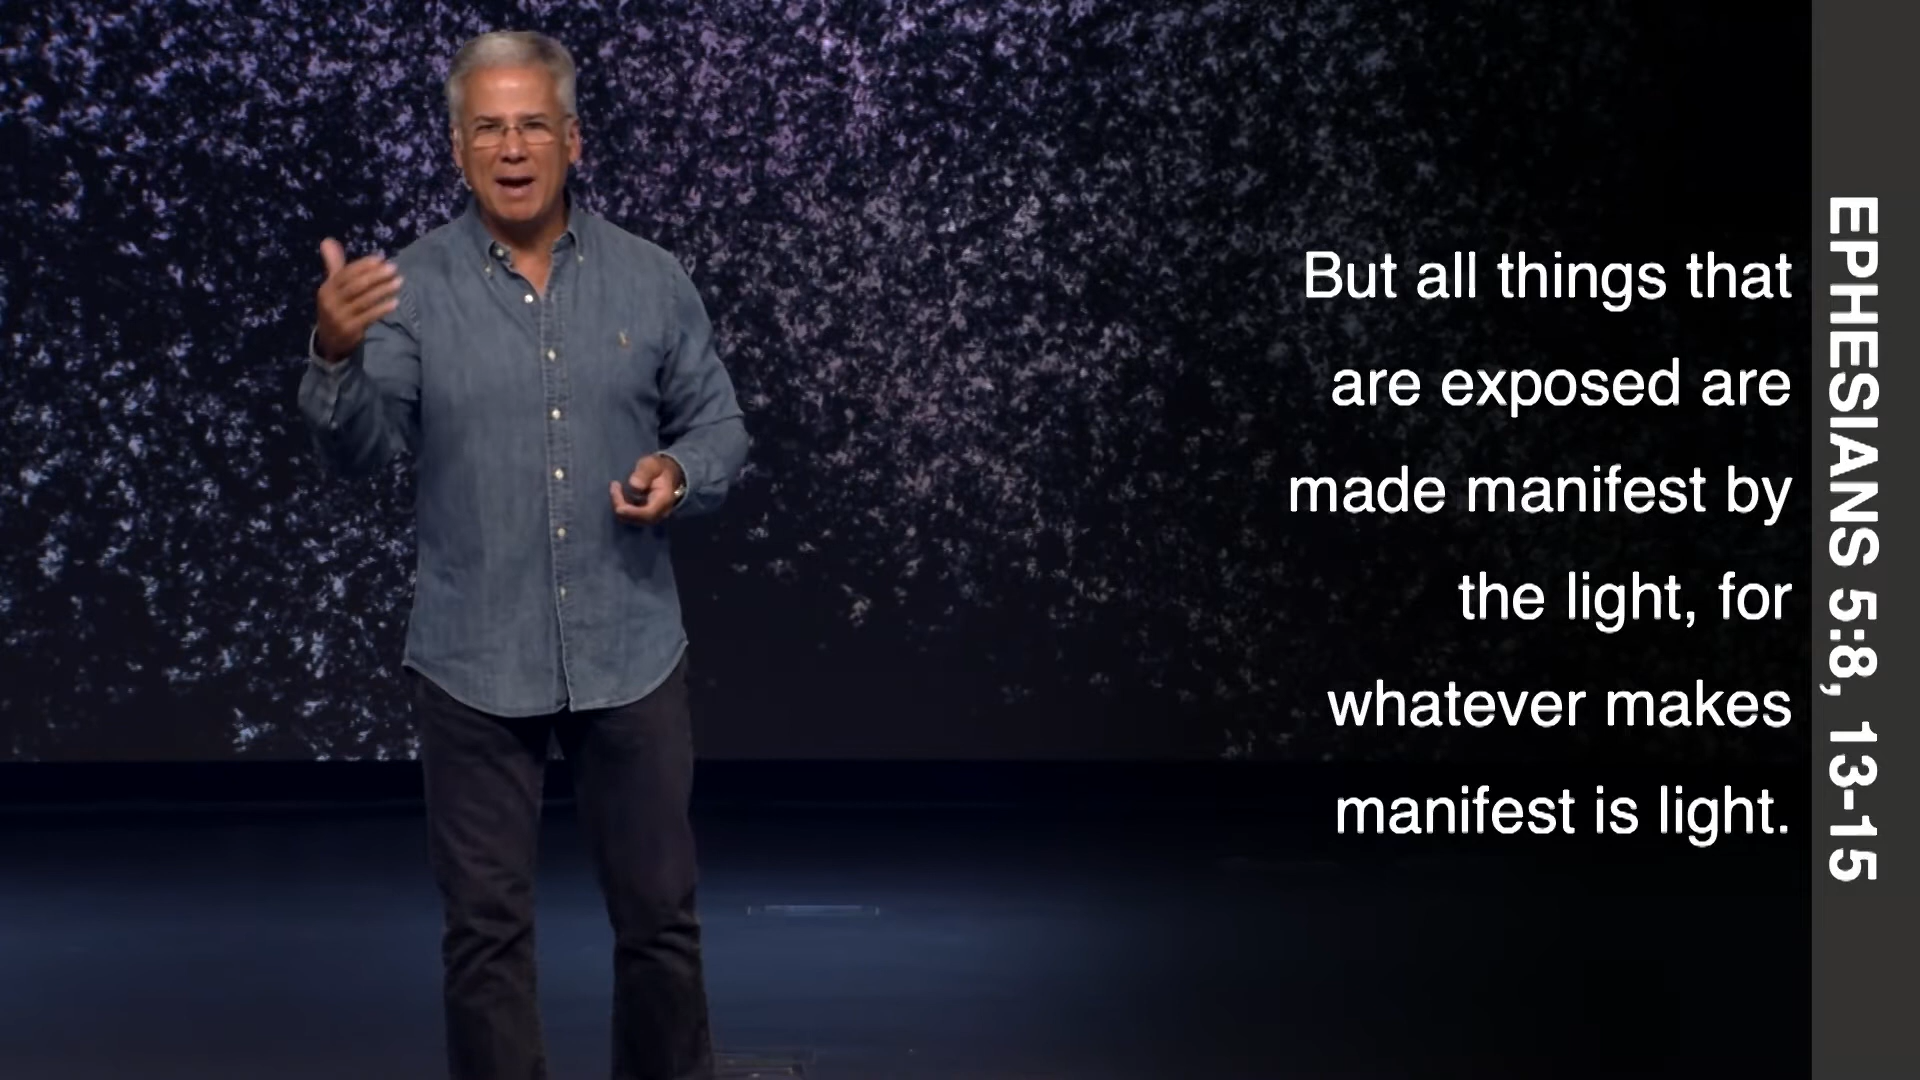 But all things that
are exposed are
made manifest by
the light, for
whatever makes
manifest is light.
EPHESIANS 5:8, 13-15